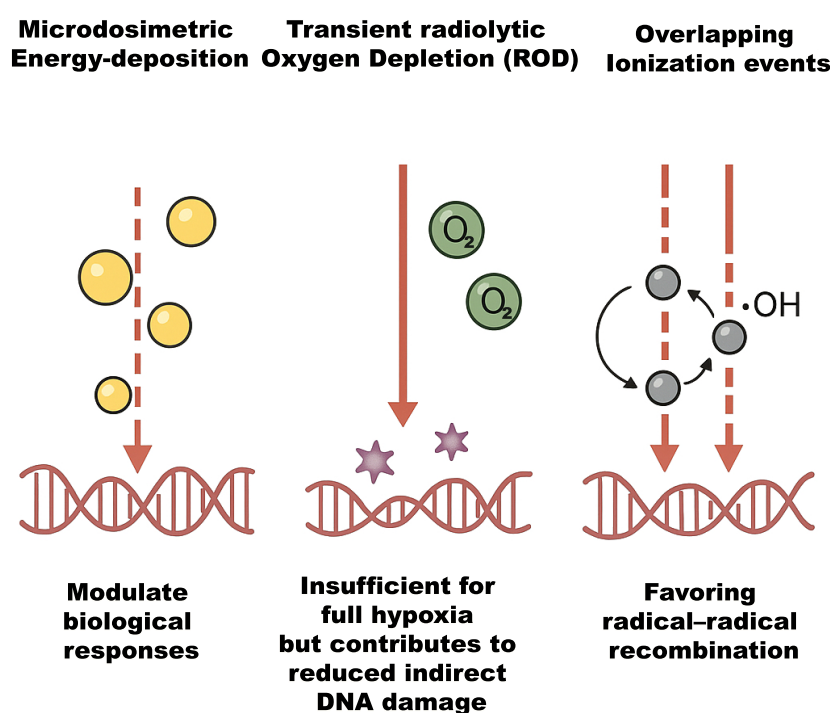 Microdosimetric
Energy-deposition
Transient radiolytic
Oxygen Depletion (ROD)
Overlapping
Ionization events
O₂
O₂
·OH
Modulate
biological
responses
Insufficient for
full hypoxia
but contributes to
reduced indirect
DNA damage
Favoring
radical–radical
recombination